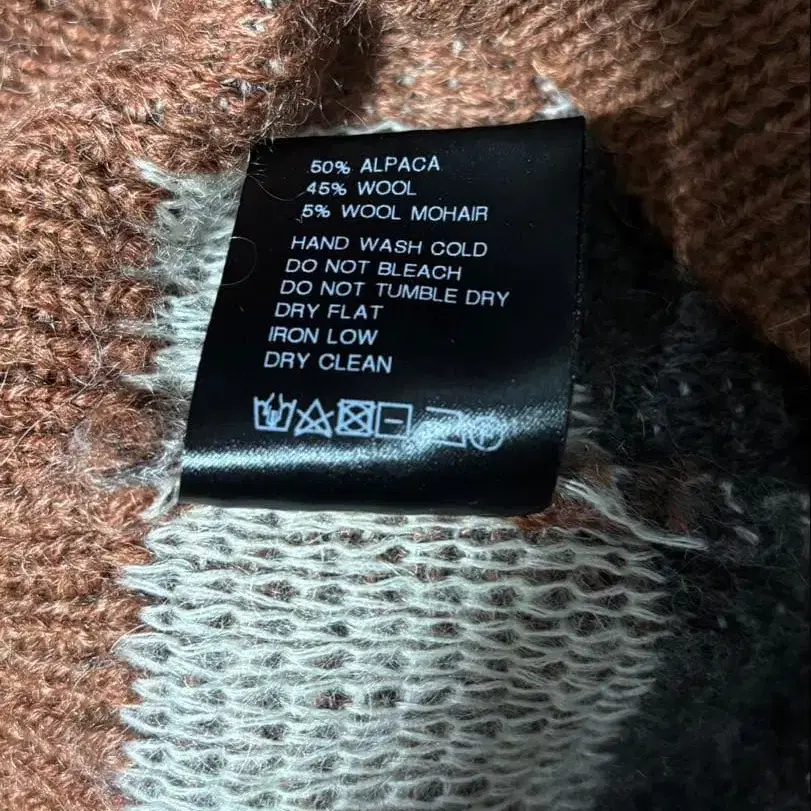 50% ALPACA
45% WOOL
5% WOOL MOHAIR
HAND WASH COLD
DO NOT BLEACH
DO NOT TUMBLE DRY
DRY FLAT
IRON LOW
DRY CLEAN